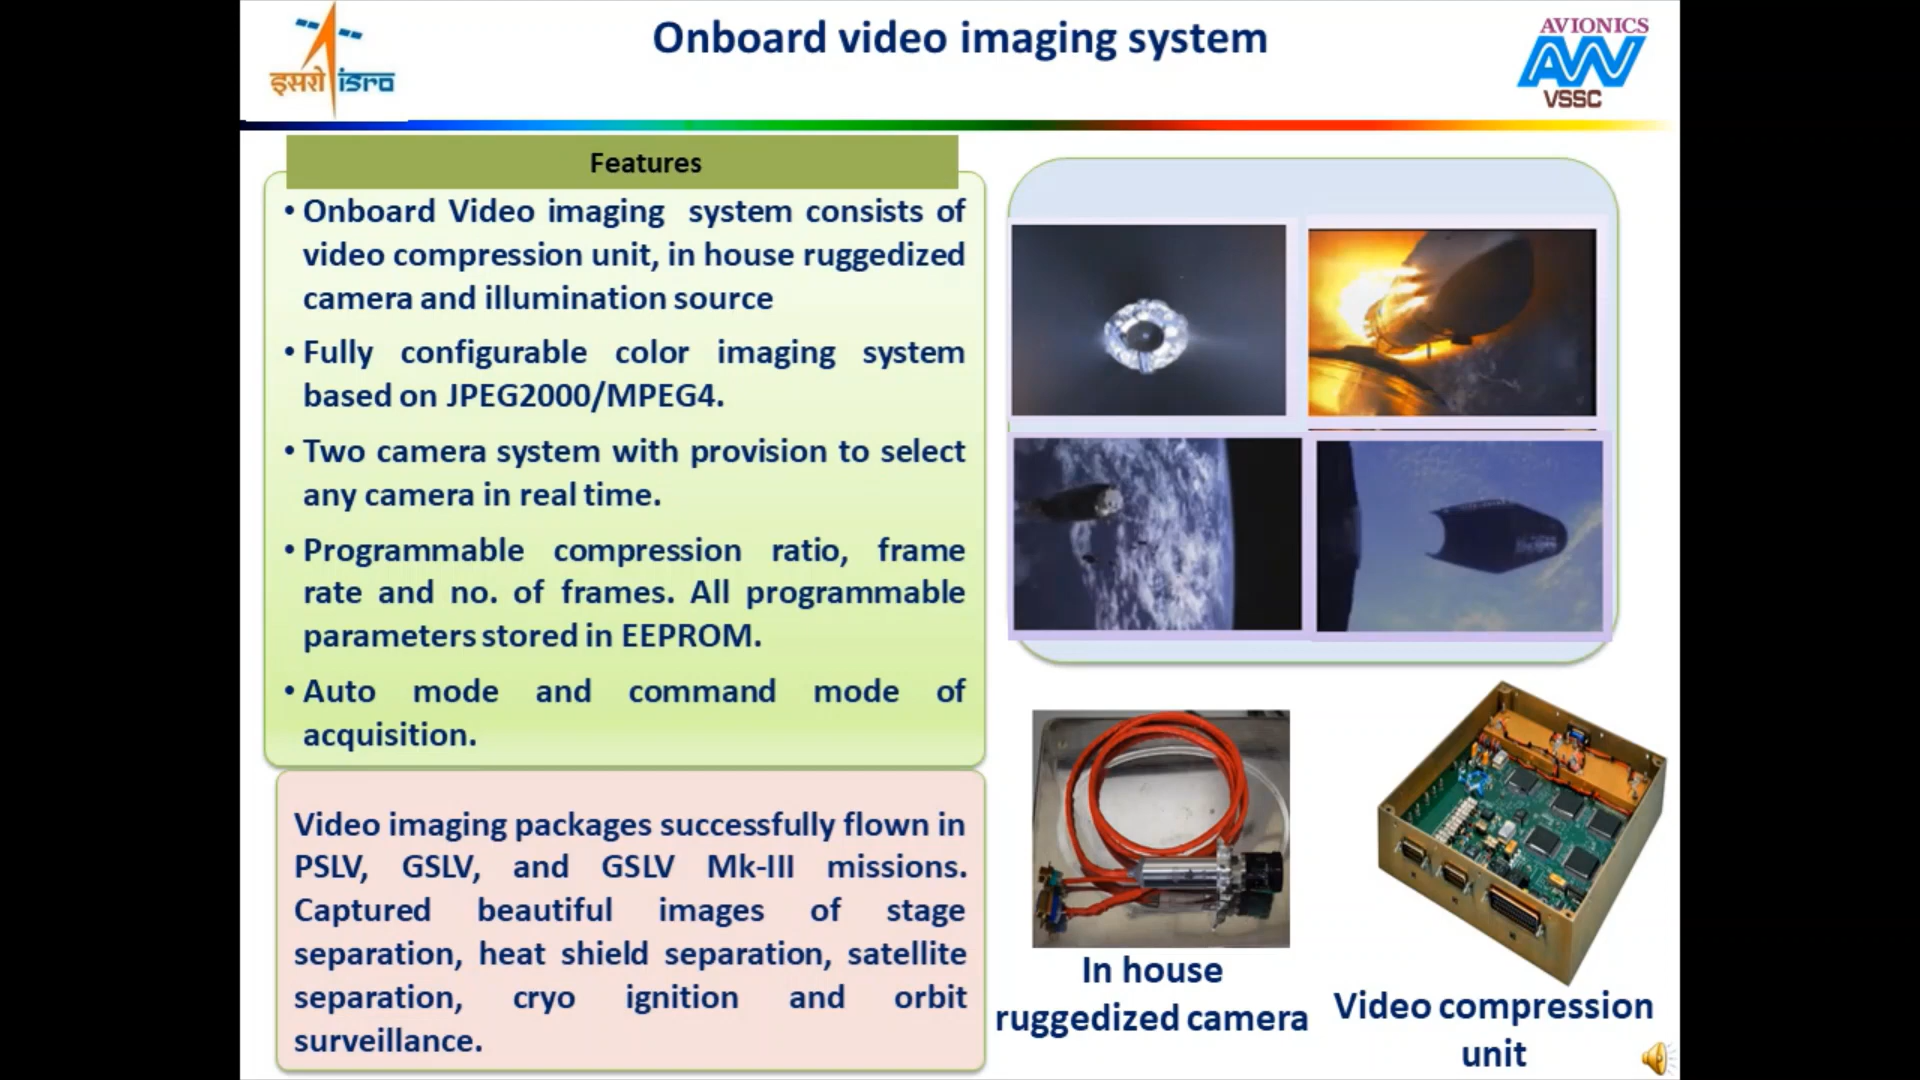 Onboard video imaging system
इसरो isro
AVIONICS
AW
VSSC
Features
• Onboard Video imaging system consists of
video compression unit, in house ruggedized
camera and illumination source
• Fully configurable color imaging system
based on JPEG2000/MPEG4.
• Two camera system with provision to select
any camera in real time.
• Programmable compression ratio, frame
rate and no. of frames. All programmable
parameters stored in EEPROM.
• Auto mode and command mode of
acquisition.
Video imaging packages successfully flown in
PSLV, GSLV, and GSLV Mk-III missions.
Captured beautiful images of stage
separation, heat shield separation, satellite
separation, cryo ignition and orbit
surveillance.
In house
ruggedized camera
Video compression
unit